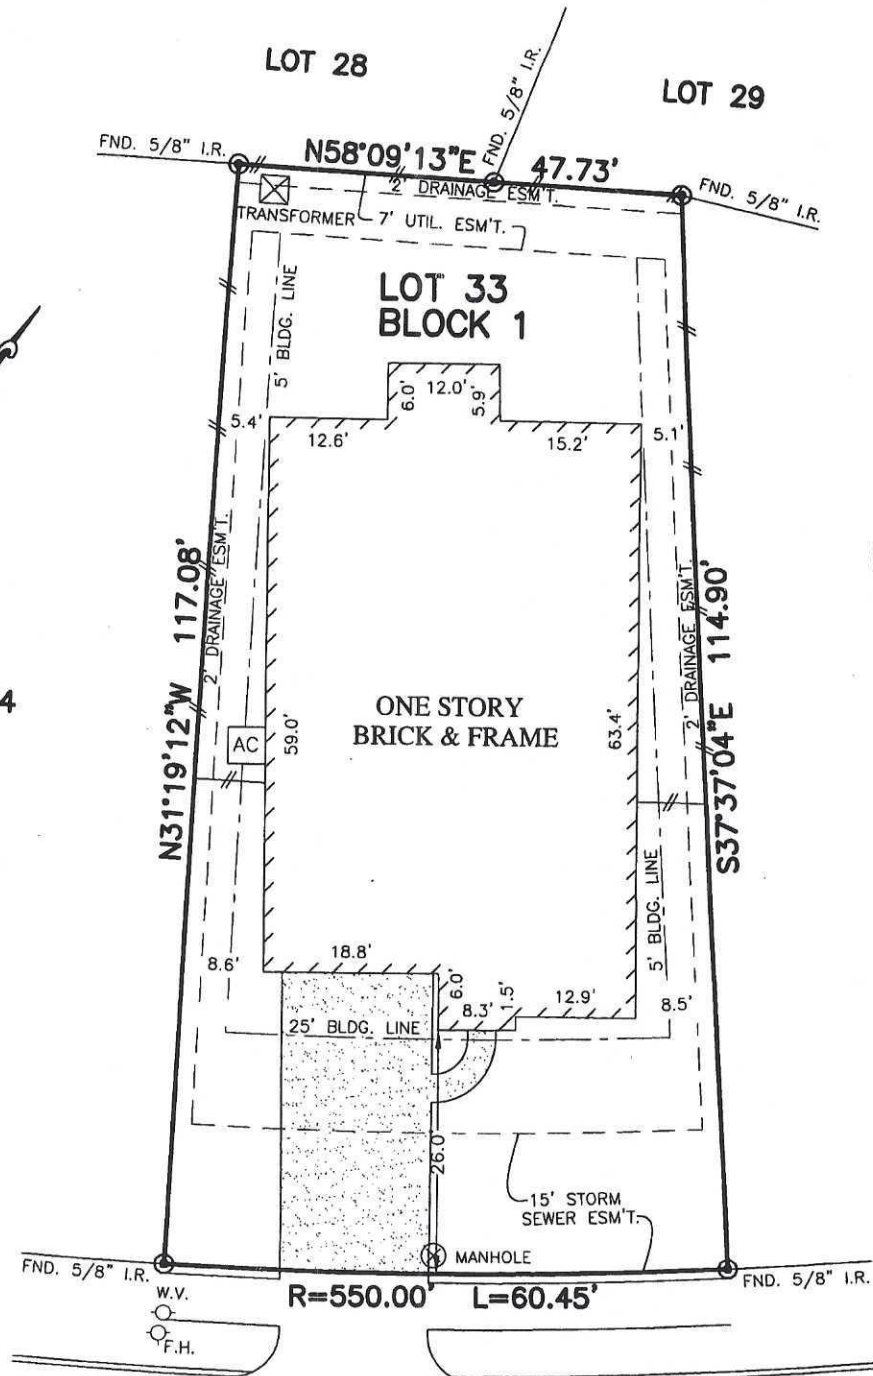 LOT 28
LOT 29
FND. 5/8" I.R.
FND. 5/8" I.R.
N58°09'13"E 47.73'
FND. 5/8" I.R.
2' DRAINAGE ESM'T.
TRANSFORMER
7' UTIL. ESM'T.
LOT 33
BLOCK 1
5' BLDG. LINE
12.0'
6.0'
5.9'
5.4'
12.6'
15.2'
5.1'
N31°19'12"W 117.08'
2' DRAINAGE ESM'T.
2' DRAINAGE ESM'T.
S37°37'04"E 114.90'
4
ONE STORY
BRICK & FRAME
AC
59.0'
63.4'
5' BLDG. LINE
18.8'
8.6'
6.0'
8.3'
1.5'
12.9'
8.5'
25' BLDG. LINE
26.0'
15' STORM
SEWER ESM'T.
MANHOLE
FND. 5/8" I.R.
FND. 5/8" I.R.
R=550.00' L=60.45'
W.V.
F.H.